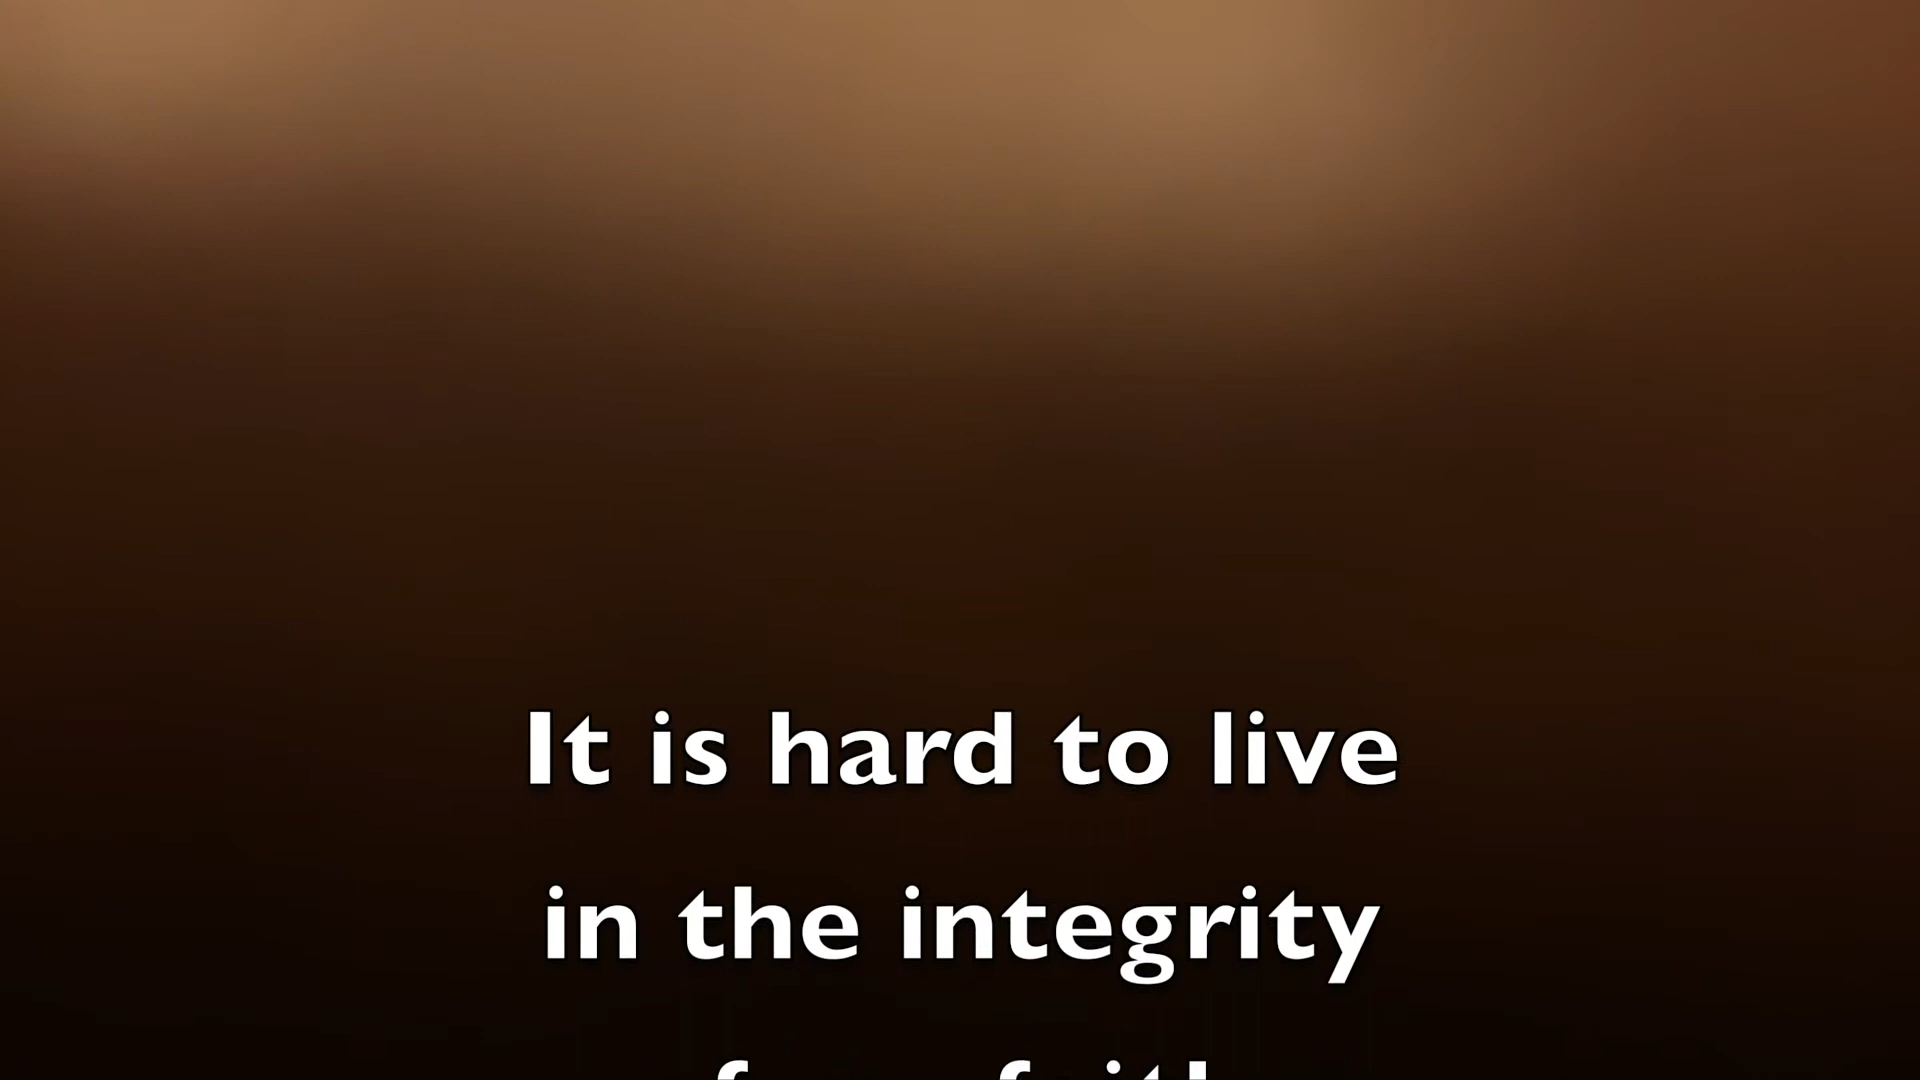 It is hard to live
in the integrity